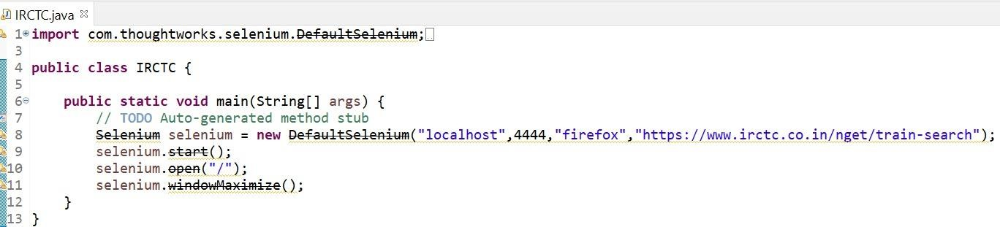 IRCTC.java
1 import com.thoughtworks.selenium.DefaultSelenium;
3
4 public class IRCTC {
5
6     public static void main(String[] args) {
7         // TODO Auto-generated method stub
8         Selenium selenium = new DefaultSelenium("localhost",4444,"firefox","https://www.irctc.co.in/nget/train-search");
9         selenium.start();
10         selenium.open("/");
11         selenium.windowMaximize();
12     }
13 }